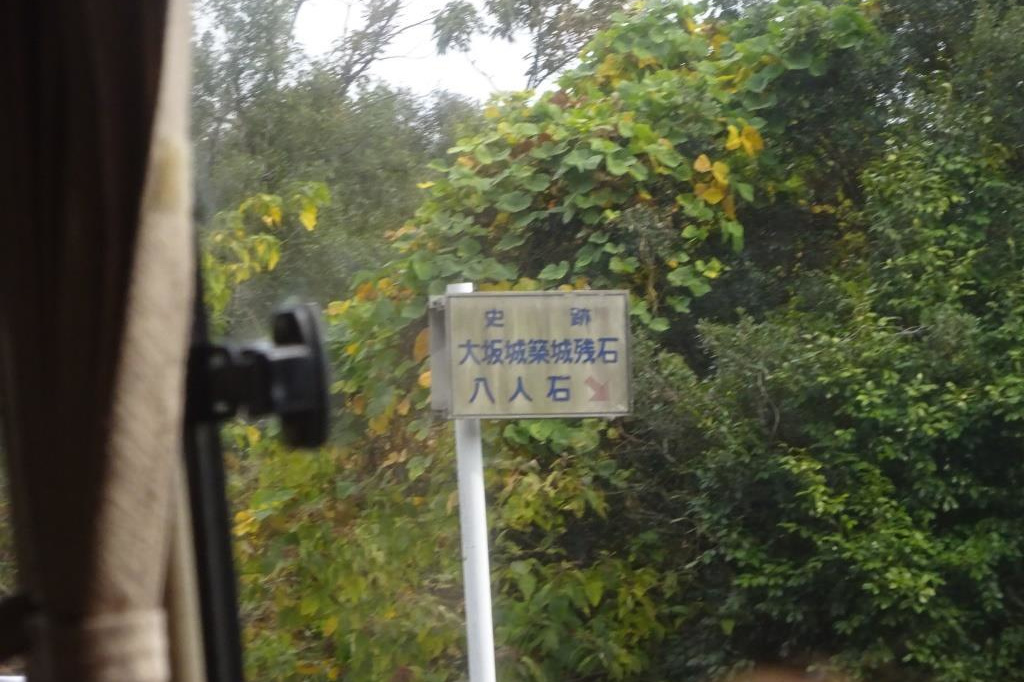 史 跡
大坂城築城残石
八人石